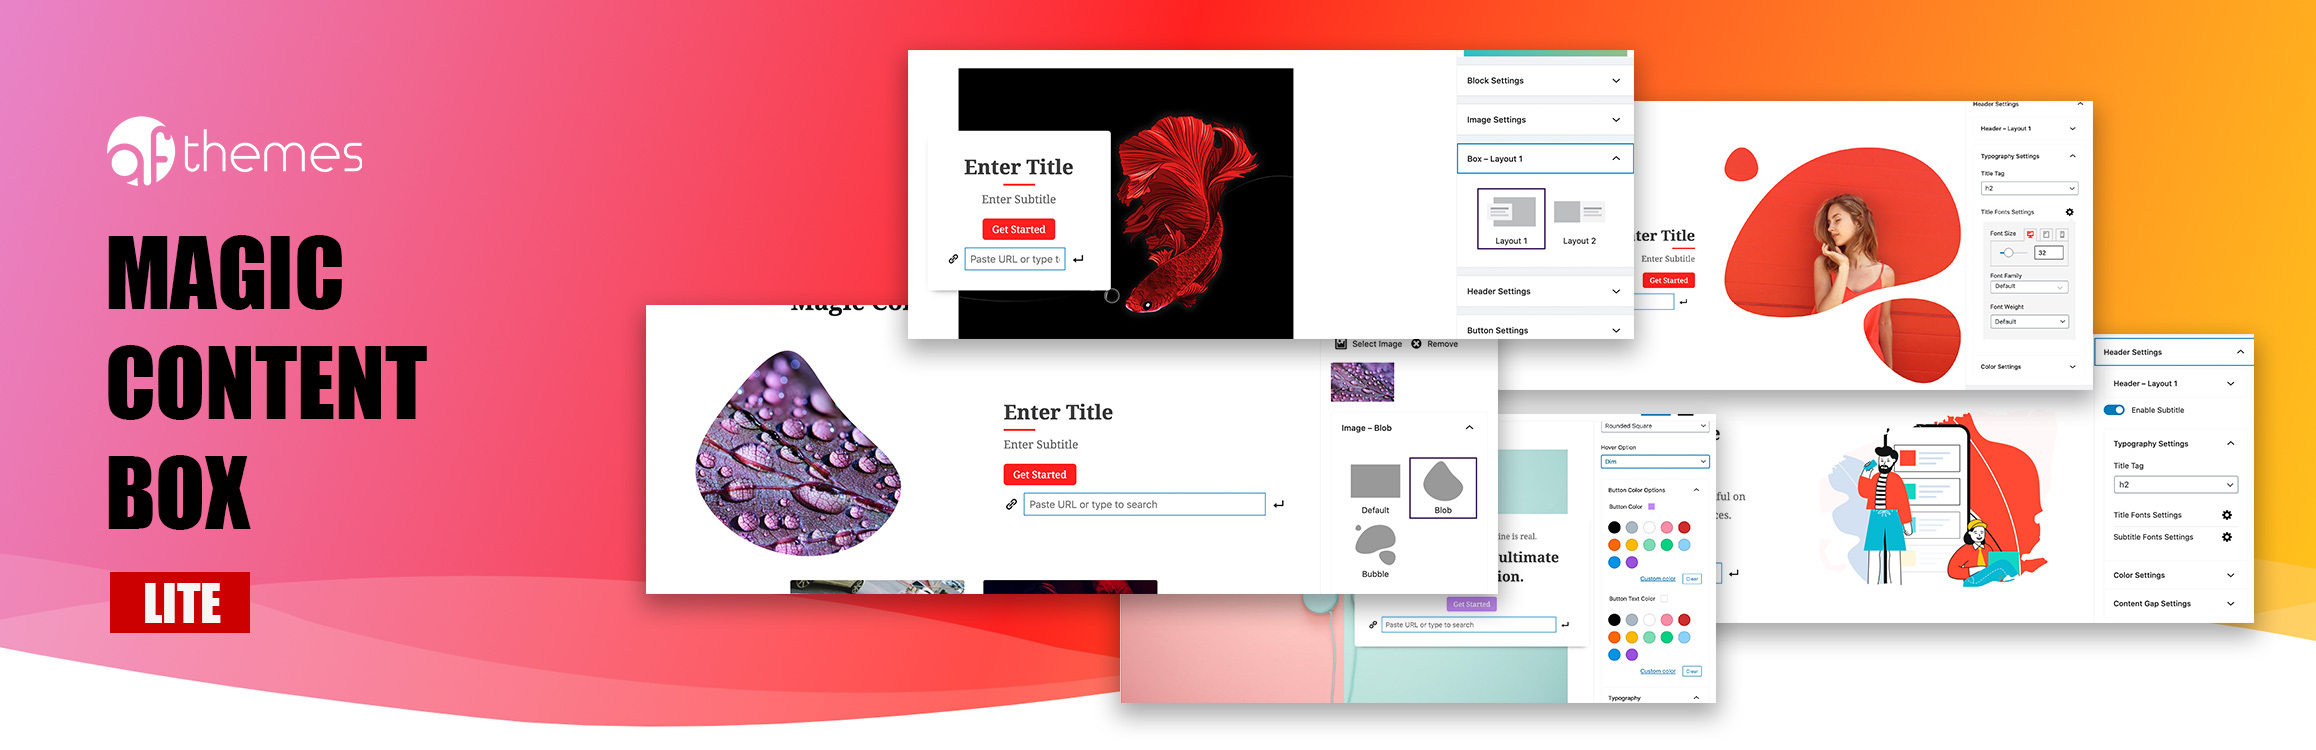 af themes
MAGIC
CONTENT
BOX
LITE
Enter Title
Enter Subtitle
Get Started
Paste URL or type t
Block Settings
Image Settings
Box – Layout 1
Layout 1 Layout 2
Header Settings
Button Settings
Magic Co
Enter Title
Enter Subtitle
Get Started
Paste URL or type to search
Select Image Remove
Image – Blob
Default Blob
Bubble
ter Title
Enter Subtitle
Get Started
Header Settings
Header – Layout 1
Typography Settings
Title Tag
h2
Title Fonts Settings
Font Size
32
Font Family
Default
Font Weight
Default
Color Settings
ine is real.
ultimate
ion.
Get Started
Paste URL or type to search
Rounded Square
Hover Option
Dim
Button Color Options
Button Color
Custom color Clear
Button Text Color
Custom color Clear
Typography
e
ful on
ces.
Header Settings
Header – Layout 1
Enable Subtitle
Typography Settings
Title Tag
h2
Title Fonts Settings
Subtitle Fonts Settings
Color Settings
Content Gap Settings